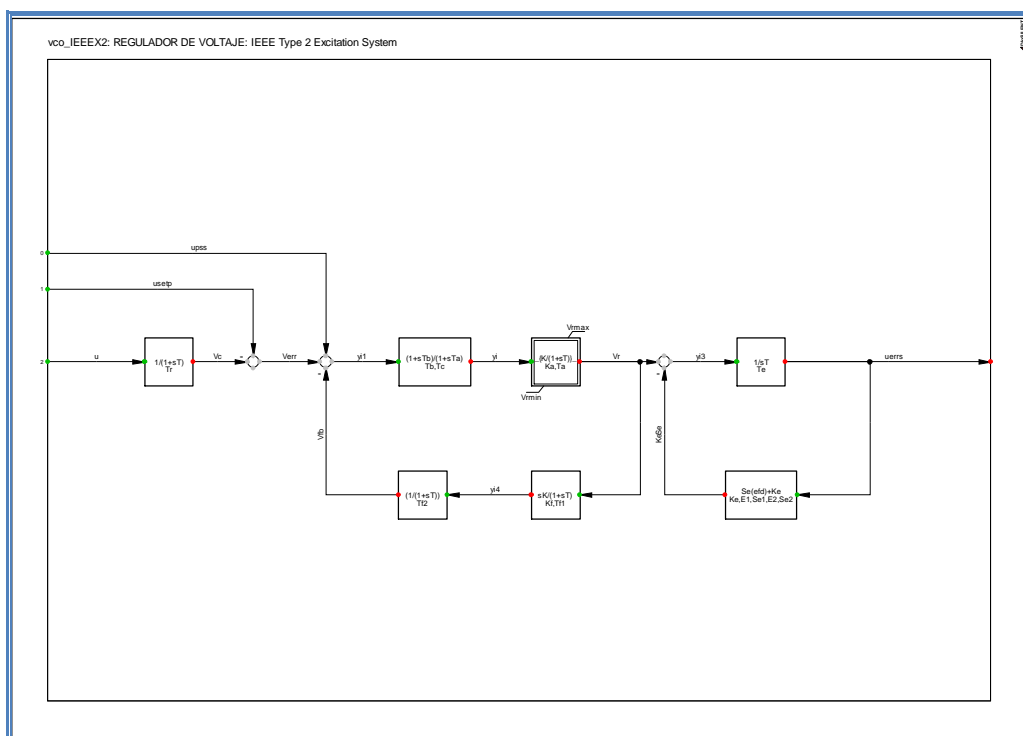 vco_IEEEX2: REGULADOR DE VOLTAJE: IEEE Type 2 Excitation System
0
upss
1
usetp
2
u
1/(1+sT)
Tr
Vc
-
Verr
-
yi1
(1+sTb)/(1+sTa)
Tb,Tc
yi
Vrmax
(K/(1+sT))
Ka,Ta
Vrmin
Vr
-
yi3
1/sT
Te
uerrs
Vfb
(1/(1+sT))
Tf2
yi4
sK/(1+sT)
Kf,Tf1
KeSe
Se(efd)+Ke
Ke,E1,Se1,E2,Se2